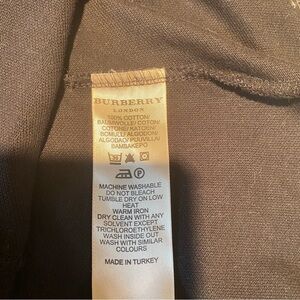 BURBERRY
LONDON
100% COTTON/
BAUMWOLLE/ COTON/
COTONE/ KATOEN/
BOMULL/ ALGODON/
ALGODAO/ PUUVILLA/
ΒΑΜΒΑΚΕΡΟ
P
MACHINE WASHABLE
DO NOT BLEACH
TUMBLE DRY ON LOW
HEAT
WARM IRON
DRY CLEAN WITH ANY
SOLVENT EXCEPT
TRICHLOROETHYLENE
WASH INSIDE OUT
WASH WITH SIMILAR
COLOURS
MADE IN TURKEY